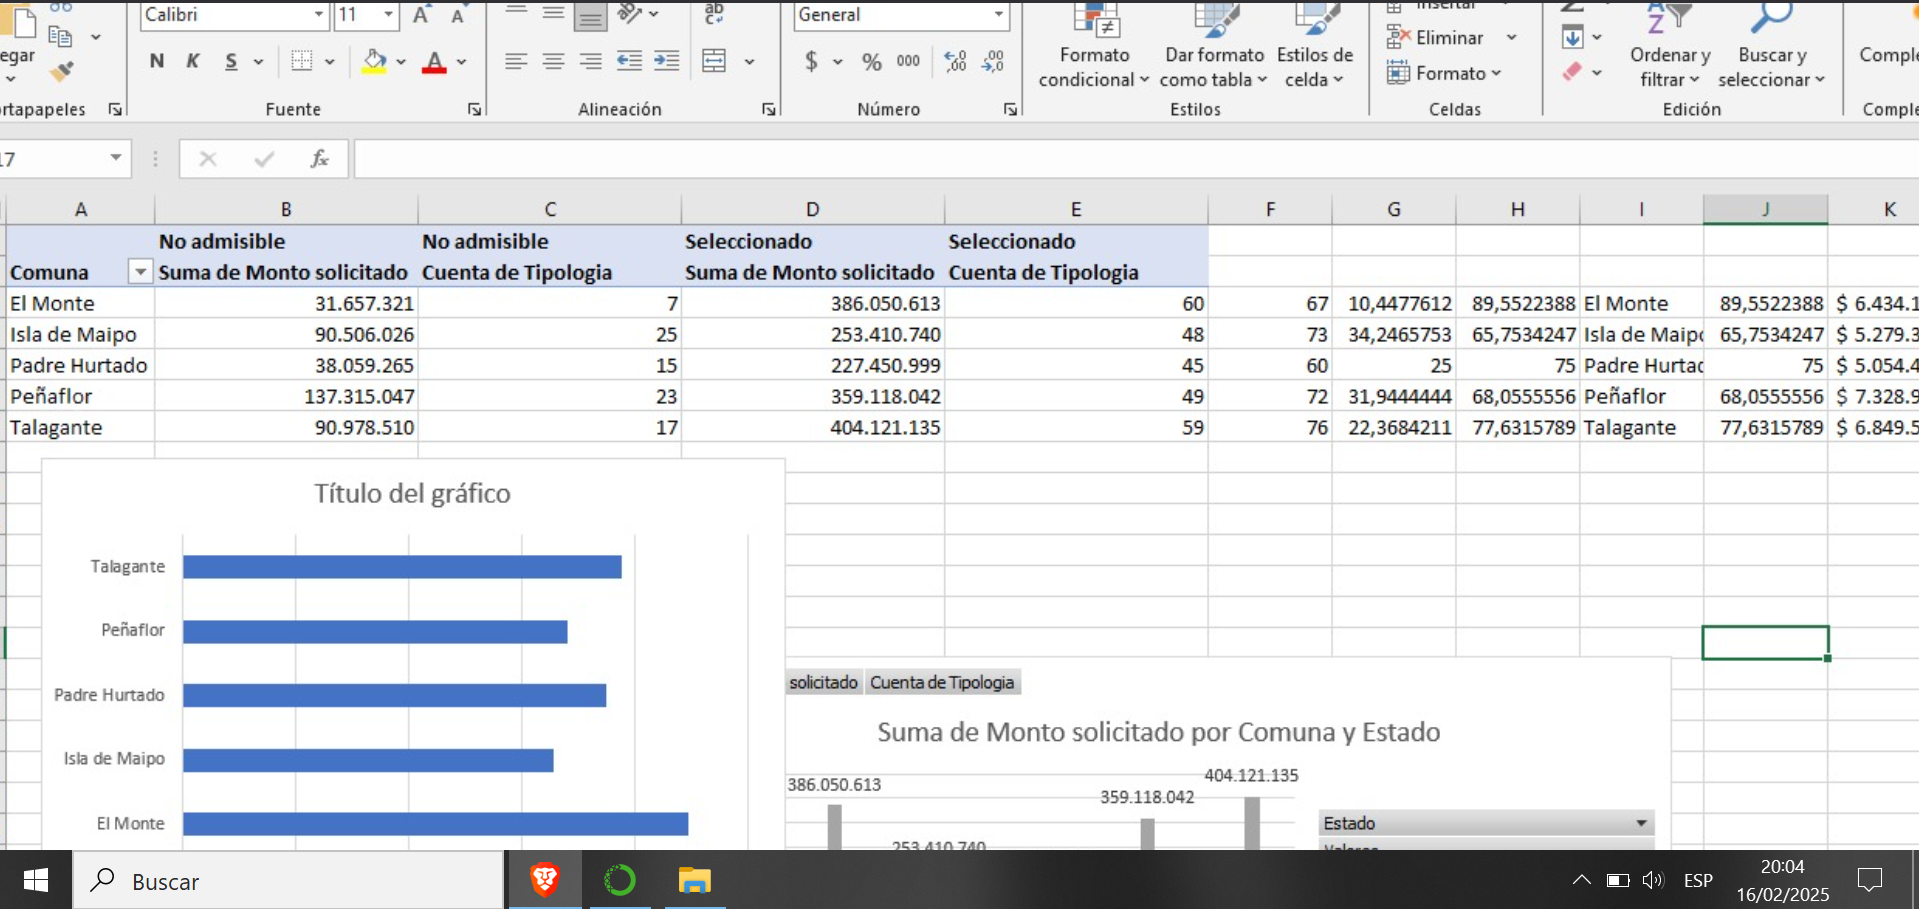 Calibri 11 General Insertar
egar N K S $ % 000 Formato condicional Dar formato como tabla Estilos de celda Eliminar Formato Ordenar y filtrar Buscar y seleccionar Comple
rtapapeles Fuente Alineación Número Estilos Celdas Edición Comple
17 fx
A B C D E F G H I J K
No admisible No admisible Seleccionado Seleccionado
Comuna Suma de Monto solicitado Cuenta de Tipologia Suma de Monto solicitado Cuenta de Tipologia
El Monte 31.657.321 7 386.050.613 60 67 10,4477612 89,5522388 El Monte 89,5522388 $ 6.434.1
Isla de Maipo 90.506.026 25 253.410.740 48 73 34,2465753 65,7534247 Isla de Maipo 65,7534247 $ 5.279.3
Padre Hurtado 38.059.265 15 227.450.999 45 60 25 75 Padre Hurtad 75 $ 5.054.4
Peñaflor 137.315.047 23 359.118.042 49 72 31,9444444 68,0555556 Peñaflor 68,0555556 $ 7.328.9
Talagante 90.978.510 17 404.121.135 59 76 22,3684211 77,6315789 Talagante 77,6315789 $ 6.849.5
Título del gráfico
Talagante
Peñaflor
Padre Hurtado
Isla de Maipo
El Monte
solicitado Cuenta de Tipologia
Suma de Monto solicitado por Comuna y Estado
404.121.135
386.050.613
359.118.042
253.410.740
Estado
Valores
Buscar
ESP
20:04
16/02/2025